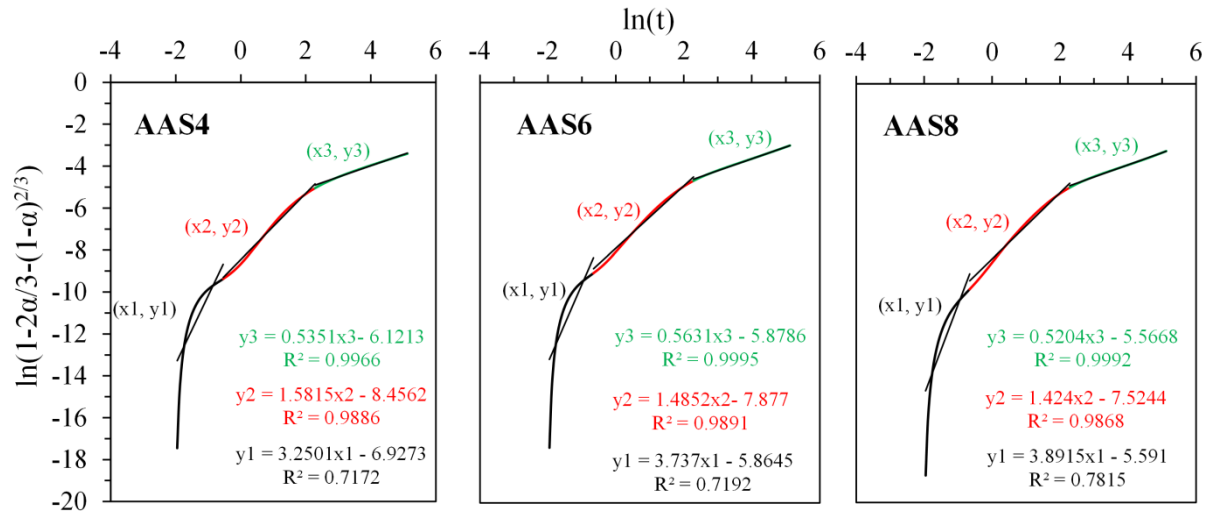 ln(t)
-4 -2 0 2 4 6
-4 -2 0 2 4 6
-4 -2 0 2 4 6
ln(1-2α/3-(1-α)^{2/3})
0
-2
-4
-6
-8
-10
-12
-14
-16
-18
-20
AAS4
(x3, y3)
(x2, y2)
(x1, y1)
y3 = 0.5351x3- 6.1213
R² = 0.9966
y2 = 1.5815x2 - 8.4562
R² = 0.9886
y1 = 3.2501x1 - 6.9273
R² = 0.7172
AAS6
(x3, y3)
(x2, y2)
(x1, y1)
y3 = 0.5631x3 - 5.8786
R² = 0.9995
y2 = 1.4852x2- 7.877
R² = 0.9891
y1 = 3.737x1 - 5.8645
R² = 0.7192
AAS8
(x3, y3)
(x2, y2)
(x1, y1)
y3 = 0.5204x3 - 5.5668
R² = 0.9992
y2 = 1.424x2 - 7.5244
R² = 0.9868
y1 = 3.8915x1 - 5.591
R² = 0.7815